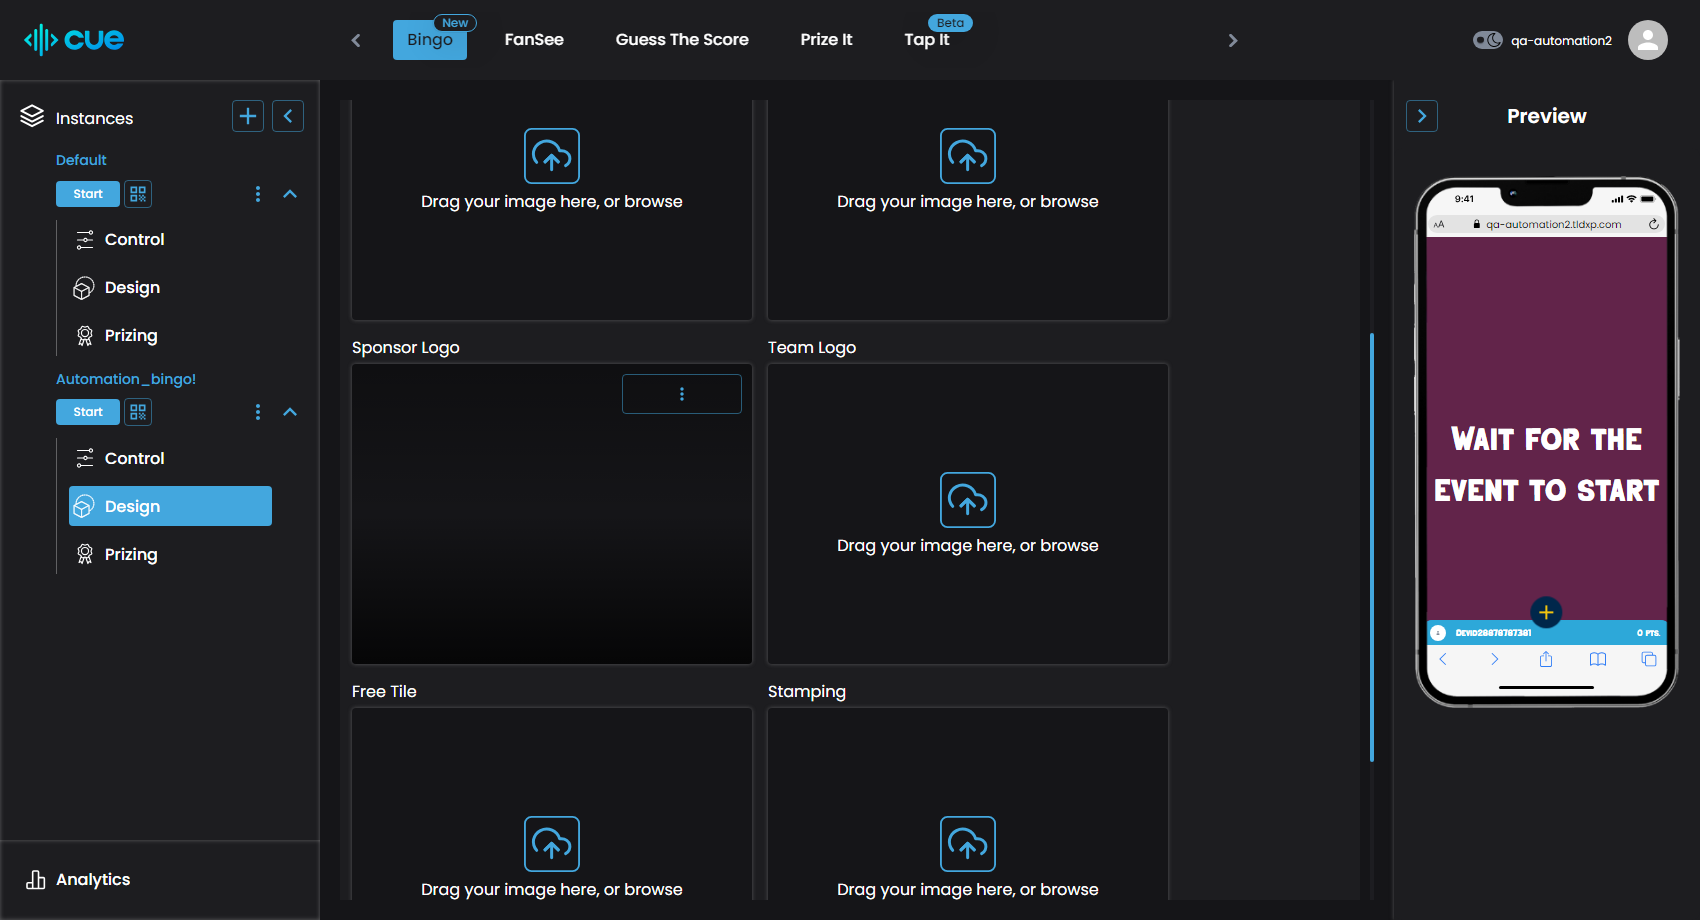 cue
Bingo
New
FanSee
Guess The Score
Prize It
Tap It
Beta
qa-automation2
Instances
Default
Start
Control
Design
Prizing
Automation_bingo!
Start
Control
Design
Prizing
Analytics
Drag your image here, or browse
Drag your image here, or browse
Sponsor Logo
Team Logo
Drag your image here, or browse
Free Tile
Stamping
Drag your image here, or browse
Drag your image here, or browse
Preview
9:41
AA
qa-automation2.tldxp.com
WAIT FOR THE
EVENT TO START
0 PTS.